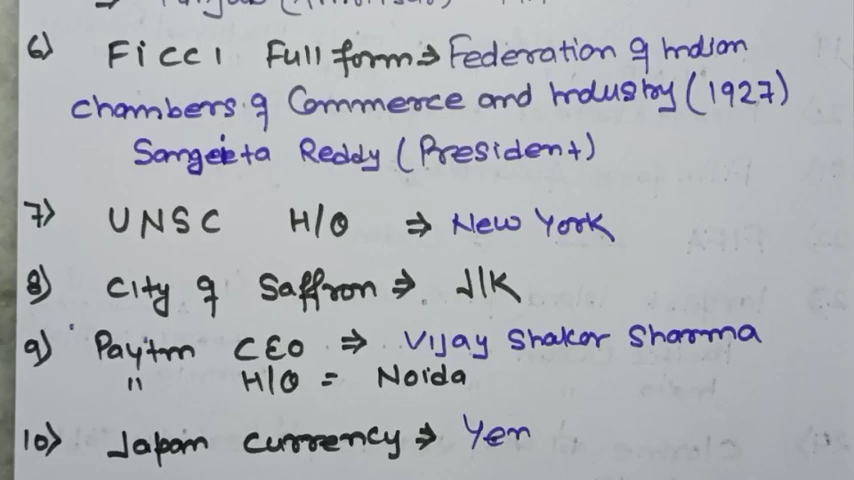 6) FiCCI Full form ⇒ Federation of Indian
chambers of Commerce and Industry (1927)
Sangeeta Reddy (President)
7) UNSC H/O ⇒ New York
8) City of Saffron ⇒ J/K
9) Paytm CEO ⇒ Vijay Shakar Sharma
" H/O = Noida
10) Japan currency ⇒ Yen